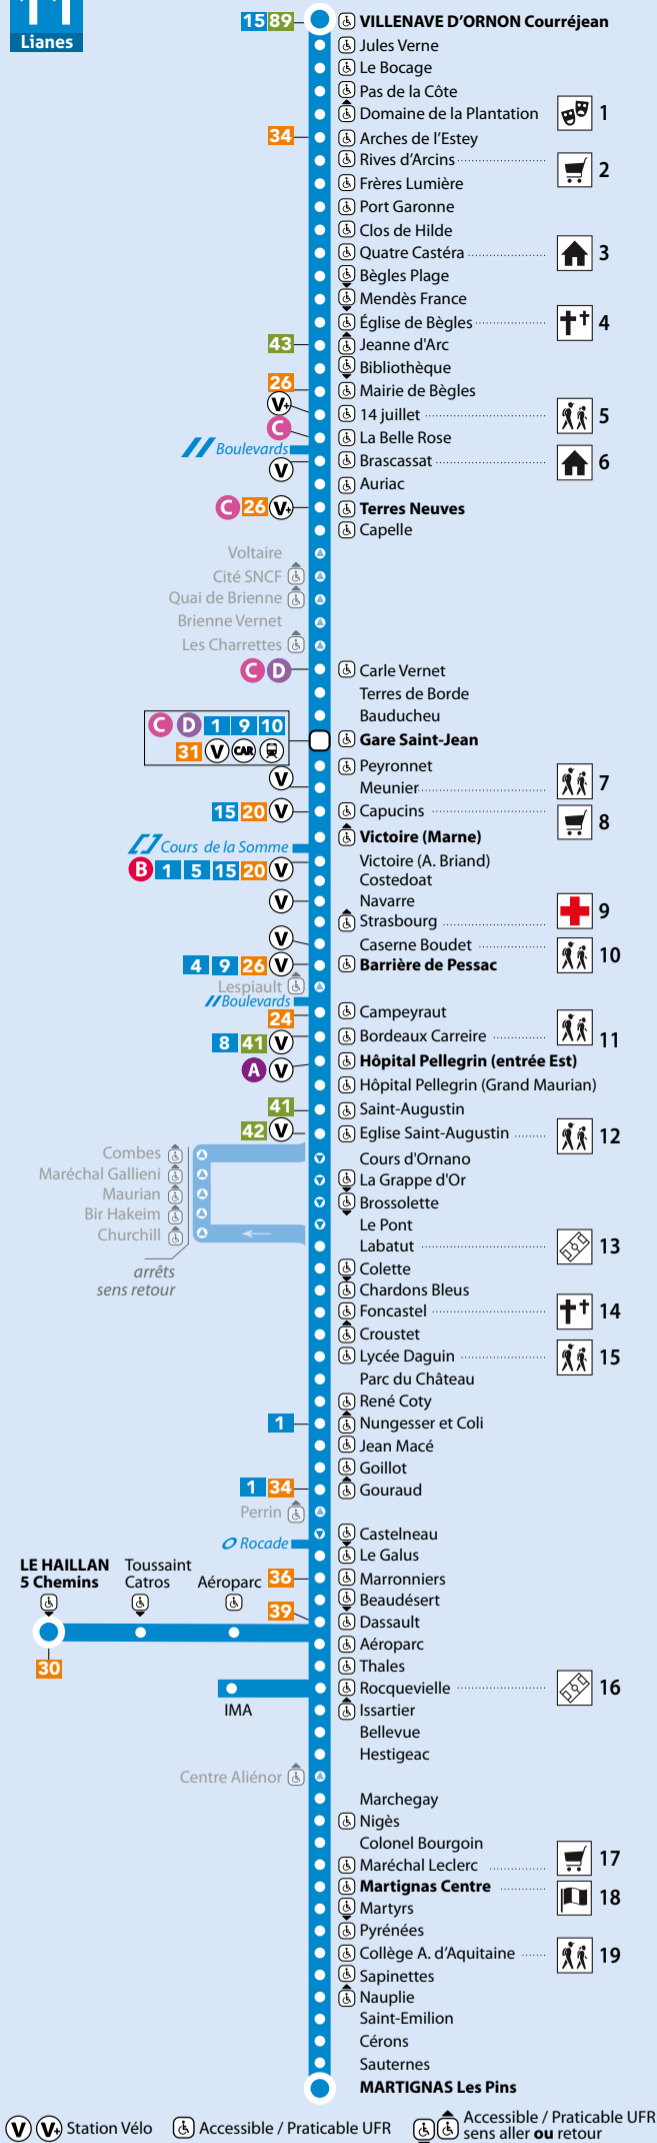 11
Lianes
15 89 VILLENAVE D’ORNON Courréjean
Jules Verne
Le Bocage
Pas de la Côte
Domaine de la Plantation 1
34 Arches de l’Estey
Rives d’Arcins 2
Frères Lumière
Port Garonne
Clos de Hilde
Quatre Castéra 3
Bègles Plage
Mendès France
Église de Bègles 4
43 Jeanne d'Arc
Bibliothèque
26 Mairie de Bègles
V+ 14 juillet 5
C La Belle Rose
Boulevards
V Brascassat 6
Auriac
C 26 V+ Terres Neuves
Capelle
Voltaire
Cité SNCF
Quai de Brienne
Brienne Vernet
Les Charrettes
C D Carle Vernet
Terres de Borde
Bauducheu
C D 1 9 10
31 V CAR Gare Saint-Jean
Peyronnet
V Meunier 7
15 20 V Capucins 8
Victoire (Marne)
Cours de la Somme
B 1 5 15 20 V Victoire (A. Briand)
Costedoat
V Navarre
Strasbourg 9
V Caserne Boudet 10
4 9 26 V Barrière de Pessac
Lespiault
Boulevards
24 Campeyraut
8 41 V Bordeaux Carreire 11
A V Hôpital Pellegrin (entrée Est)
Hôpital Pellegrin (Grand Maurian)
41 Saint-Augustin
42 V Eglise Saint-Augustin 12
Combes
Maréchal Gallieni
Maurian
Bir Hakeim
Churchill
arrêts
sens retour
Cours d'Ornano
La Grappe d'Or
Brossolette
Le Pont
Labatut 13
Colette
Chardons Bleus
Foncastel 14
Croustet
Lycée Daguin 15
Parc du Château
René Coty
1 Nungesser et Coli
Jean Macé
Goillot
1 34 Gouraud
Perrin
Castelneau
Rocade
Le Galus
36 Marronniers
Beaudésert
39 Dassault
LE HAILLAN
5 Chemins
Toussaint
Catros
Aéroparc
30
Aéroparc
Thales
Rocquevielle 16
IMA
Issartier
Bellevue
Hestigeac
Centre Aliénor
Marchegay
Nigès
Colonel Bourgoin
Maréchal Leclerc 17
Martignas Centre 18
Martyrs
Pyrénées
Collège A. d’Aquitaine 19
Sapinettes
Nauplie
Saint-Emilion
Cérons
Sauternes
MARTIGNAS Les Pins
V V+ Station Vélo
Accessible / Praticable UFR
Accessible / Praticable UFR
sens aller ou retour